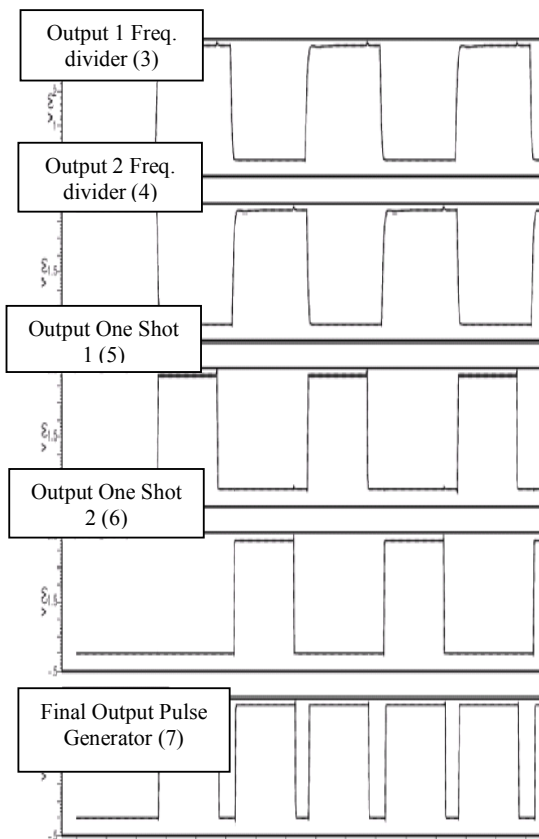 Output 1 Freq.
divider (3)
Output 2 Freq.
divider (4)
Output One Shot
1 (5)
Output One Shot
2 (6)
Final Output Pulse
Generator (7)